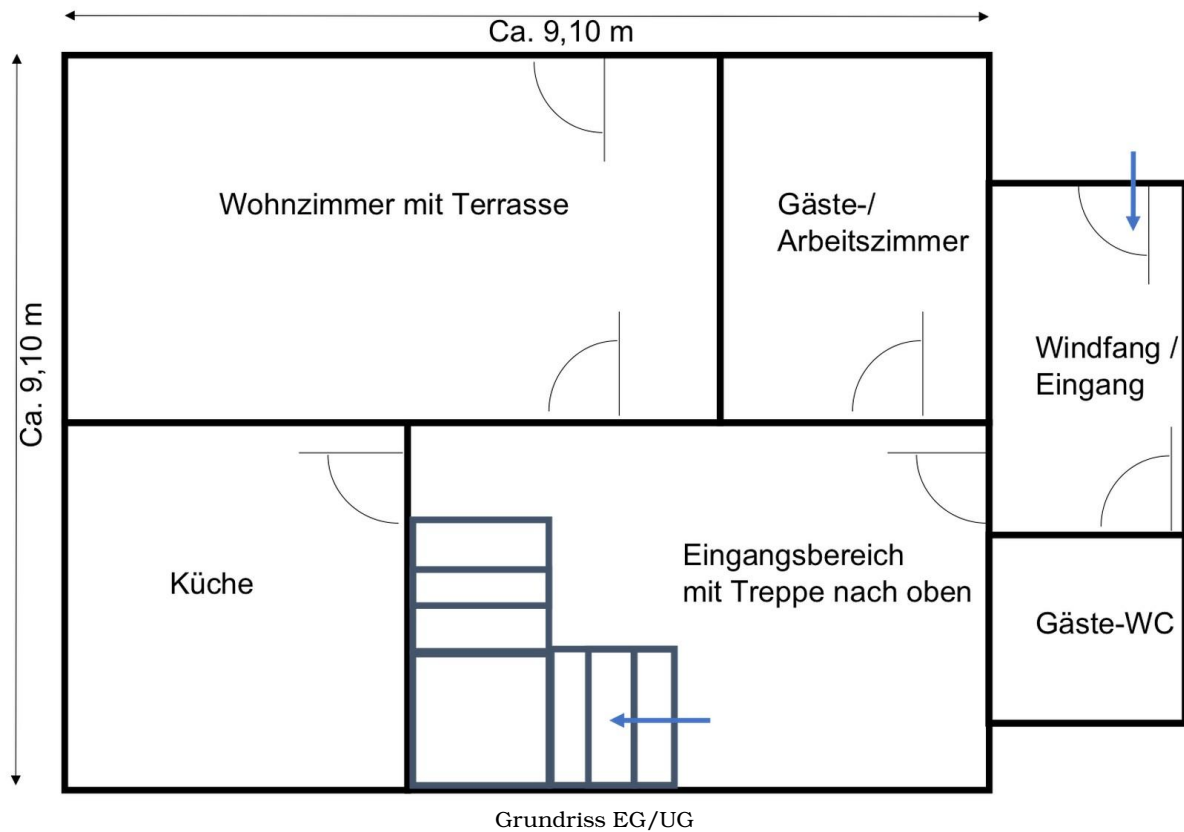 Ca. 9,10 m
Ca. 9,10 m
Wohnzimmer mit Terrasse
Gäste-/
Arbeitszimmer
Windfang /
Eingang
Küche
Eingangsbereich
mit Treppe nach oben
Gäste-WC
Grundriss EG/UG